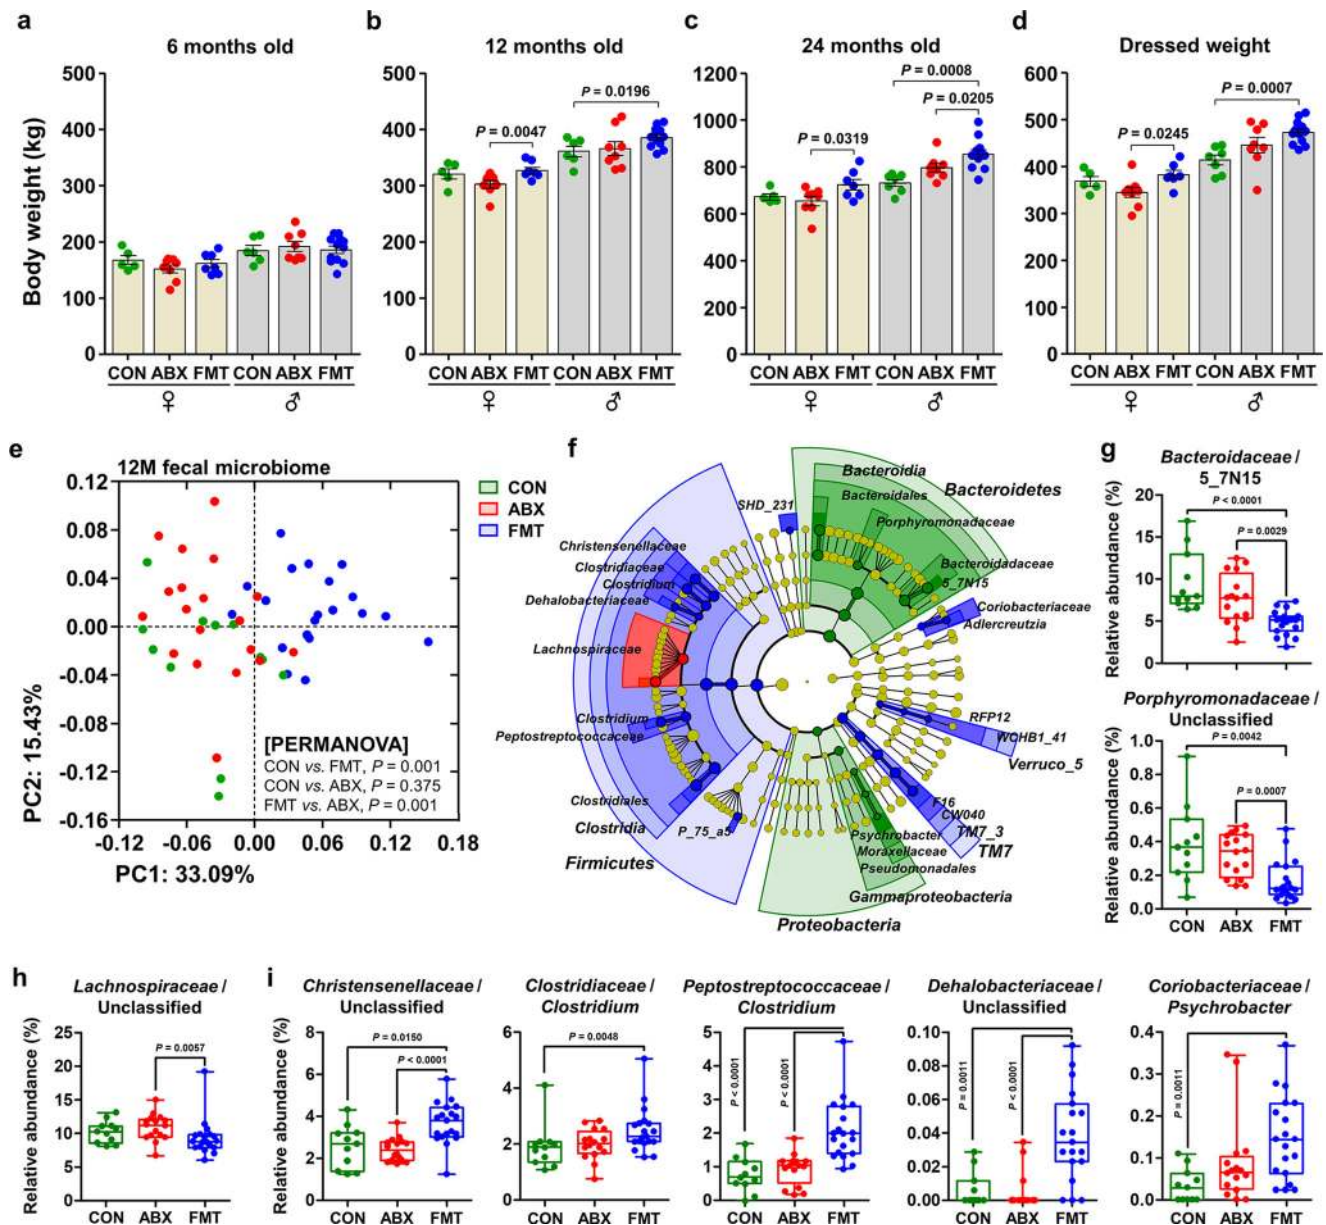 a
6 months old
Body weight (kg)
500
400
300
200
100
0
CON ABX FMT CON ABX FMT
♀ ♂
b
12 months old
500
400
300
200
100
0
P = 0.0047
P = 0.0196
CON ABX FMT CON ABX FMT
♀ ♂
c
24 months old
1200
1000
800
600
400
200
0
P = 0.0008
P = 0.0205
P = 0.0319
CON ABX FMT CON ABX FMT
♀ ♂
d
Dressed weight
600
500
400
300
200
100
0
P = 0.0007
P = 0.0245
CON ABX FMT CON ABX FMT
♀ ♂
e
12M fecal microbiome
PC2: 15.43%
0.12
0.08
0.04
0.00
-0.04
-0.08
-0.12
-0.16
[PERMANOVA]
CON vs. FMT, P = 0.001
CON vs. ABX, P = 0.375
FMT vs. ABX, P = 0.001
-0.12 -0.06 0.00 0.06 0.12 0.18
PC1: 33.09%
CON
ABX
FMT
f
Bacteroidia
Bacteroidetes
Bacteroidales
SHD_231
Porphyromonadaceae
Christensenellaceae
Clostridiaceae
Bacteroidadaceae
Clostridium
5_7N15
Dehalobacteriaceae
Coriobacteriaceae
Adlercreutzia
Lachnospiraceae
Clostridium
RFP12
Peptostreptococcaceae
WCHB1_41
Verruco_5
Clostridiales
F16
Clostridia
P_75_a5
CW040
Psychrobacter
TM7_3
Moraxellaceae
TM7
Firmicutes
Pseudomonadales
Gammaproteobacteria
Proteobacteria
g
Bacteroidaceae /
5_7N15
Relative abundance (%)
20
15
10
5
0
P < 0.0001
P = 0.0029
Porphyromonadaceae /
Unclassified
Relative abundance (%)
1.0
0.8
0.6
0.4
0.2
0.0
P = 0.0042
P = 0.0007
CON ABX FMT
h
Lachnospiraceae /
Unclassified
Relative abundance (%)
25
20
15
10
5
0
P = 0.0057
CON ABX FMT
i
Christensenellaceae /
Unclassified
Relative abundance (%)
8
6
4
2
0
P = 0.0150
P < 0.0001
CON ABX FMT
Clostridiaceae /
Clostridium
6
4
2
0
P = 0.0048
CON ABX FMT
Peptostreptococcaceae /
Clostridium
5
4
3
2
1
0
P < 0.0001
P < 0.0001
CON ABX FMT
Dehalobacteriaceae /
Unclassified
0.10
0.08
0.06
0.04
0.02
0.00
P = 0.0011
P < 0.0001
CON ABX FMT
Coriobacteriaceae /
Psychrobacter
0.4
0.3
0.2
0.1
0.0
P = 0.0011
CON ABX FMT